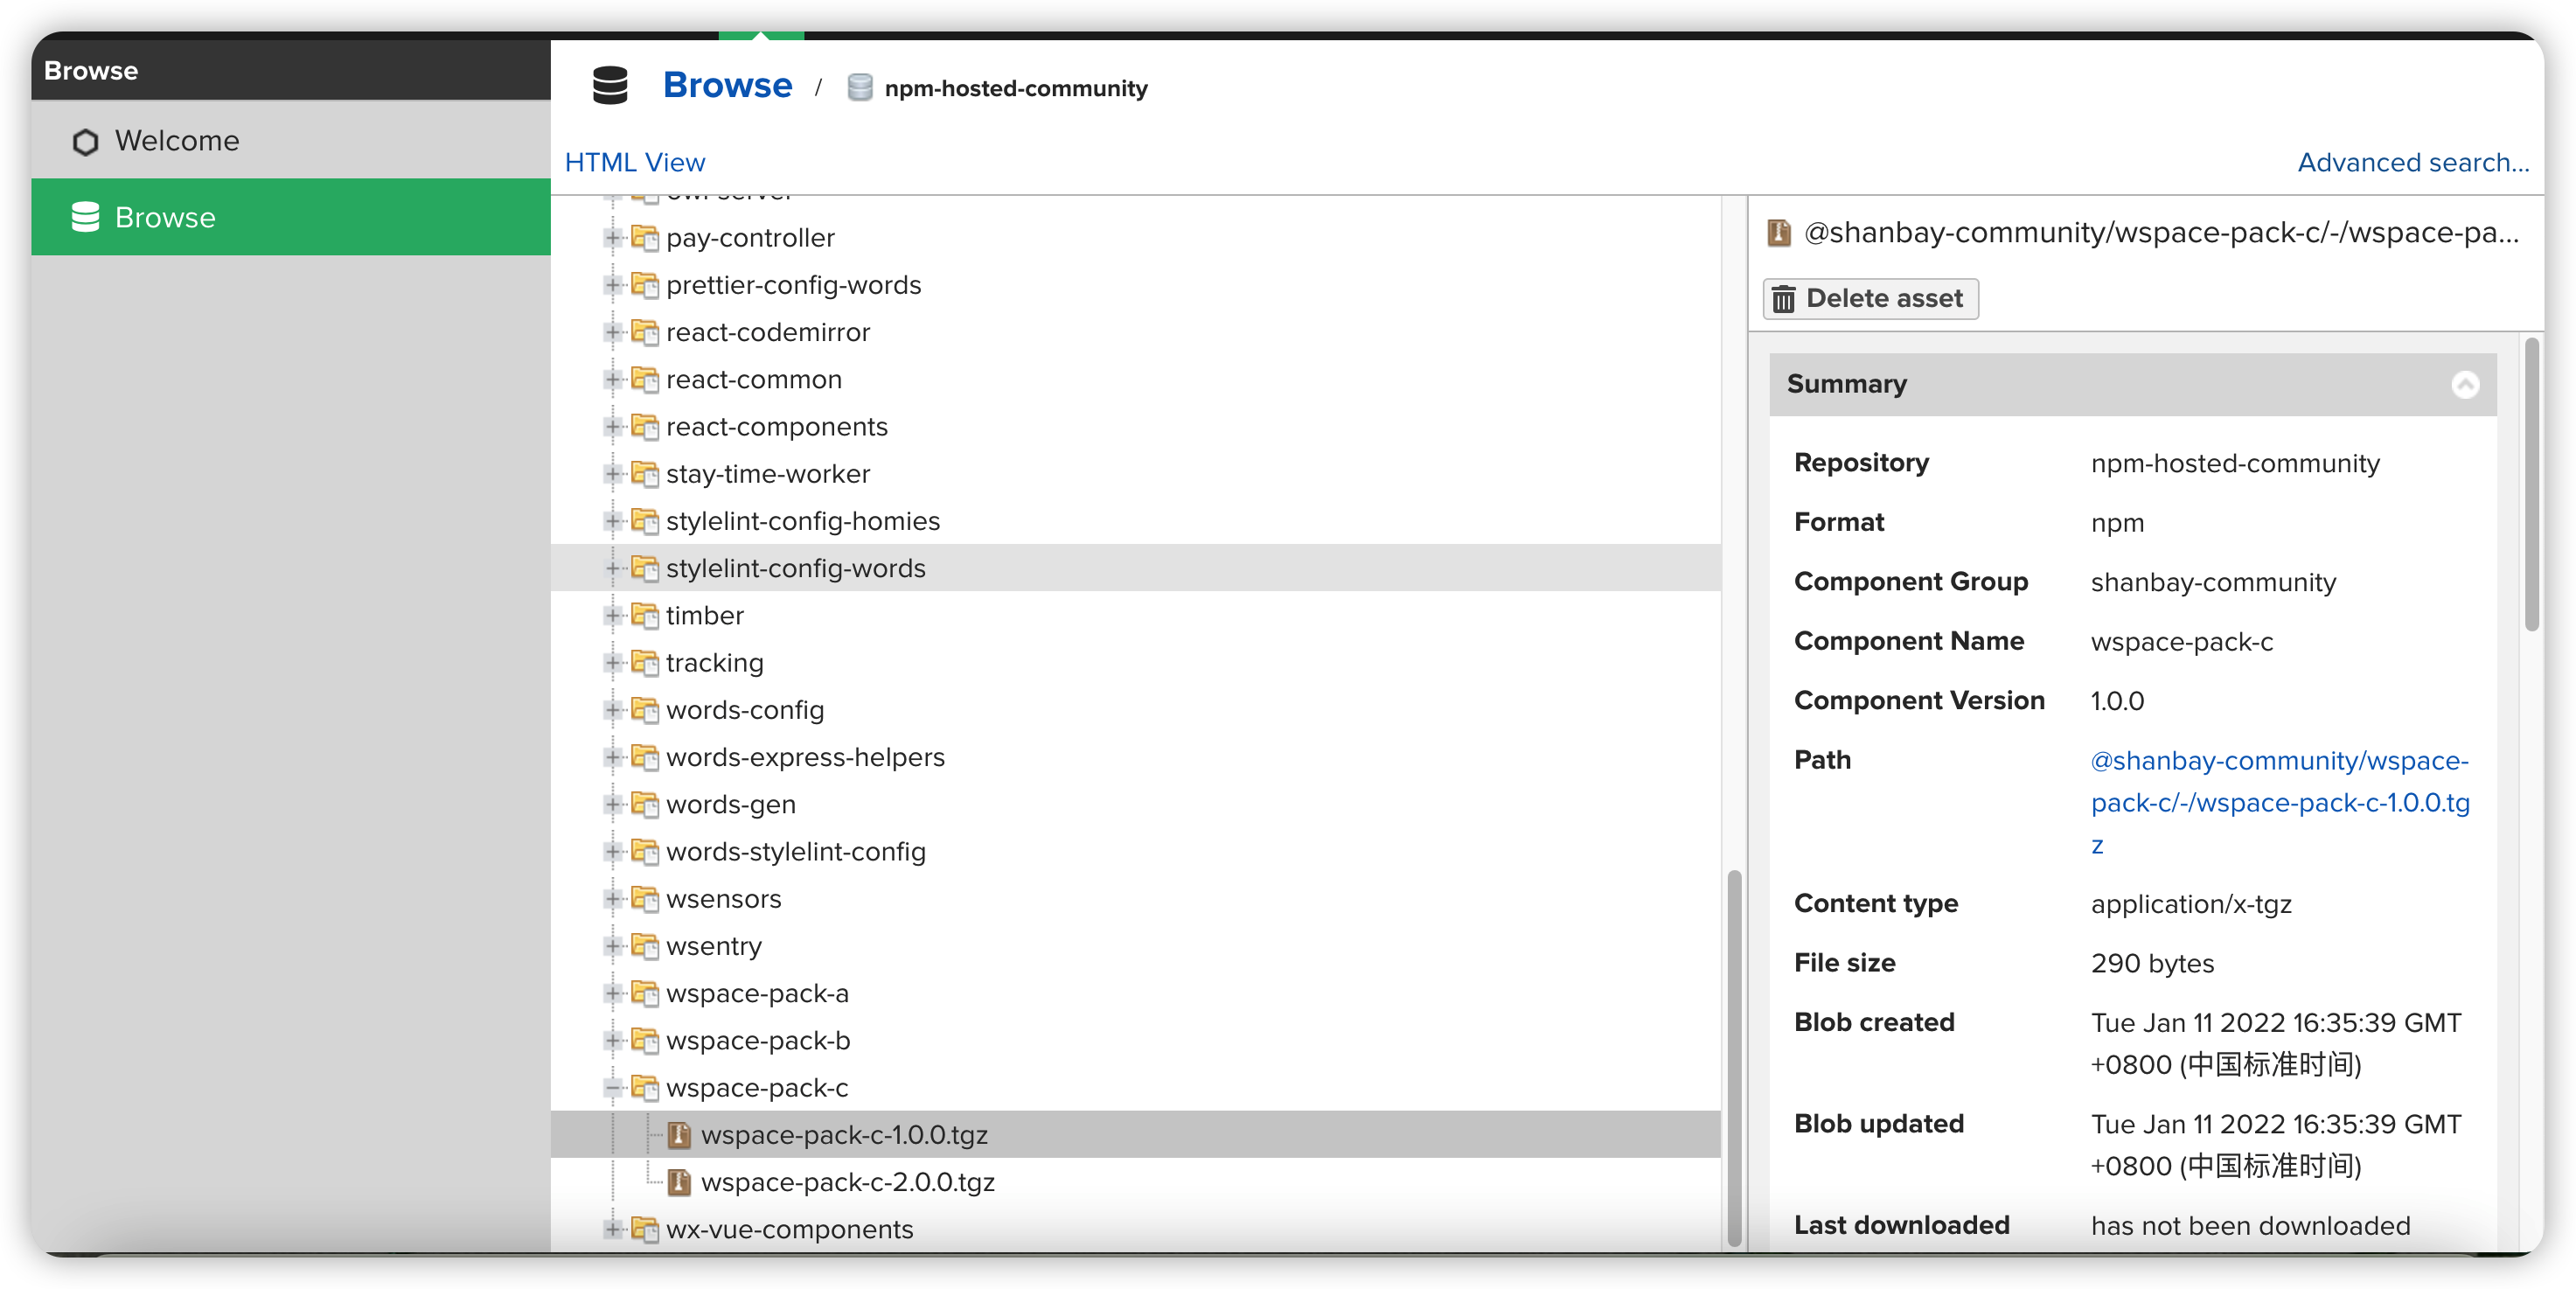 Browse
Welcome
Browse
Browse / npm-hosted-community
HTML View
Advanced search...
pay-controller
prettier-config-words
react-codemirror
react-common
react-components
stay-time-worker
stylelint-config-homies
stylelint-config-words
timber
tracking
words-config
words-express-helpers
words-gen
words-stylelint-config
wsensors
wsentry
wspace-pack-a
wspace-pack-b
wspace-pack-c
wspace-pack-c-1.0.0.tgz
wspace-pack-c-2.0.0.tgz
wx-vue-components
@shanbay-community/wspace-pack-c/-/wspace-pa...
Delete asset
Summary
Repository npm-hosted-community
Format npm
Component Group shanbay-community
Component Name wspace-pack-c
Component Version 1.0.0
Path @shanbay-community/wspace-
pack-c/-/wspace-pack-c-1.0.0.tg
z
Content type application/x-tgz
File size 290 bytes
Blob created Tue Jan 11 2022 16:35:39 GMT
+0800 (中国标准时间)
Blob updated Tue Jan 11 2022 16:35:39 GMT
+0800 (中国标准时间)
Last downloaded has not been downloaded